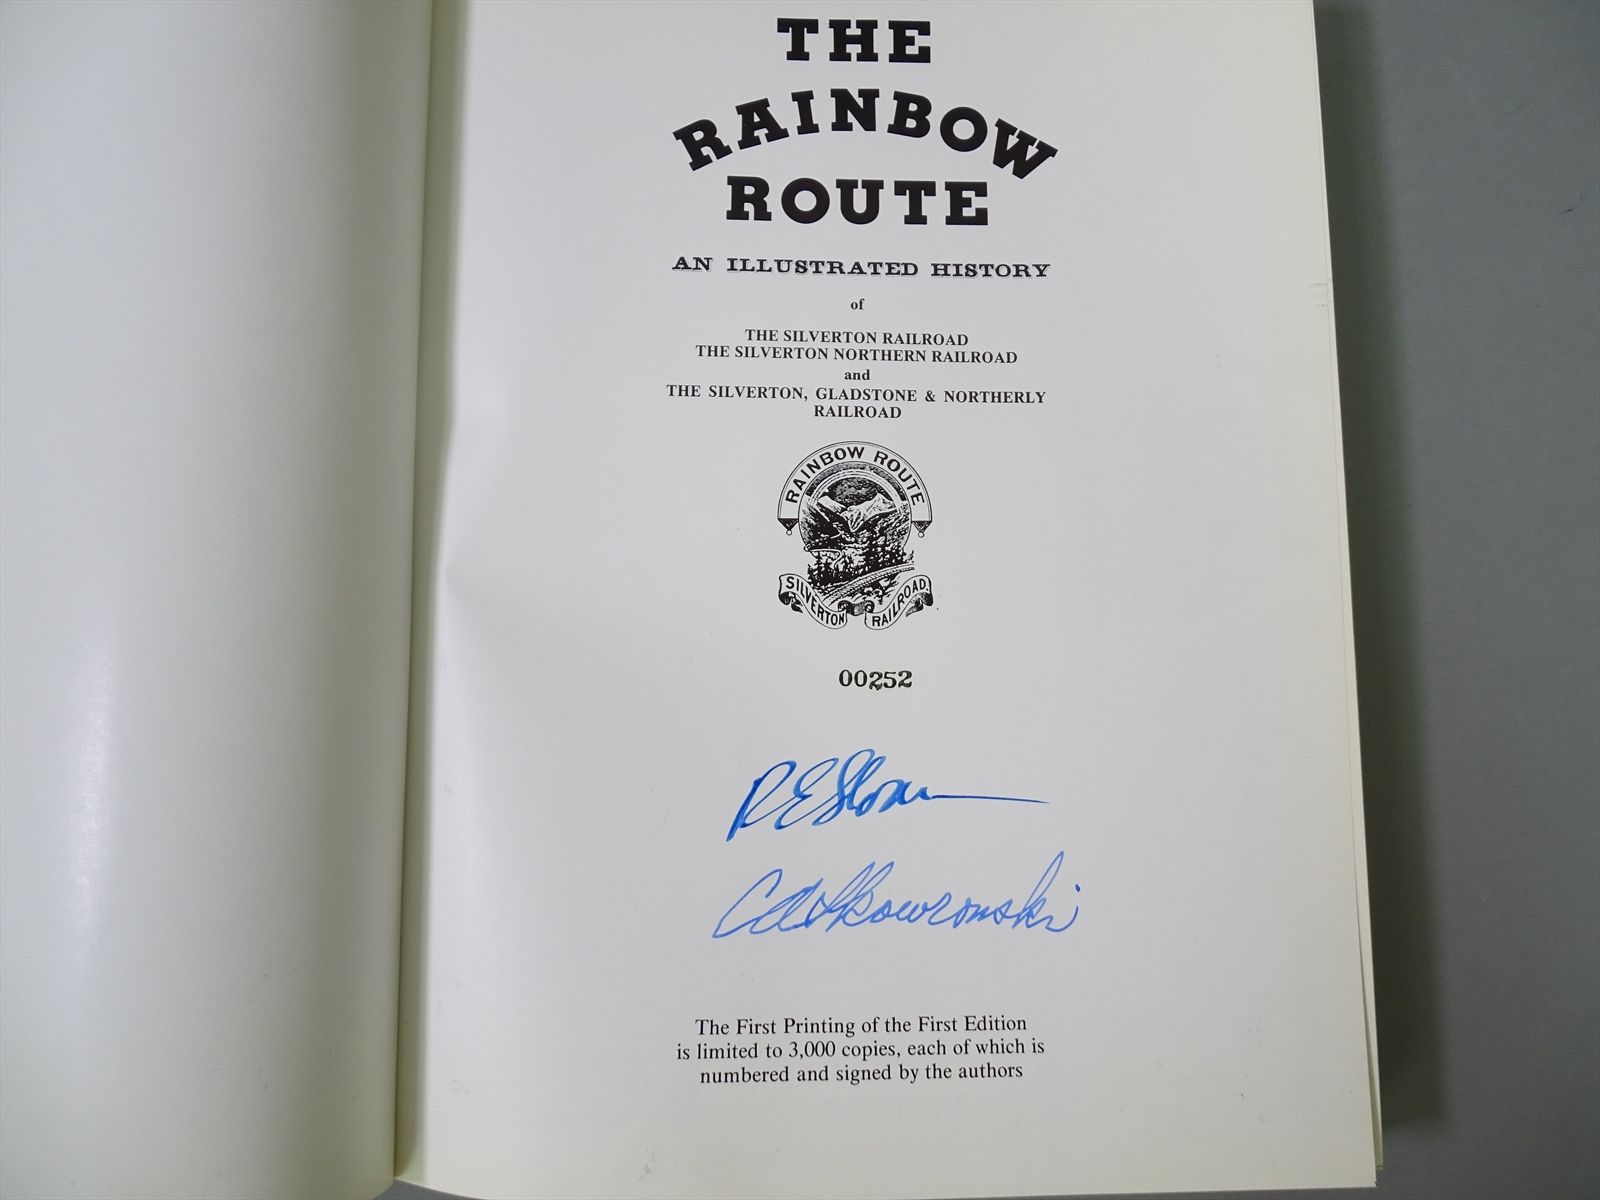 THE
RAINBOW
ROUTE
AN ILLUSTRATED HISTORY
of
THE SILVERTON RAILROAD
THE SILVERTON NORTHERN RAILROAD
and
THE SILVERTON, GLADSTONE & NORTHERLY
RAILROAD
RAINBOW ROUTE
SILVERTON RAILROAD.
00252
R E Sloan
C A Skowronski
The First Printing of the First Edition
is limited to 3,000 copies, each of which is
numbered and signed by the authors